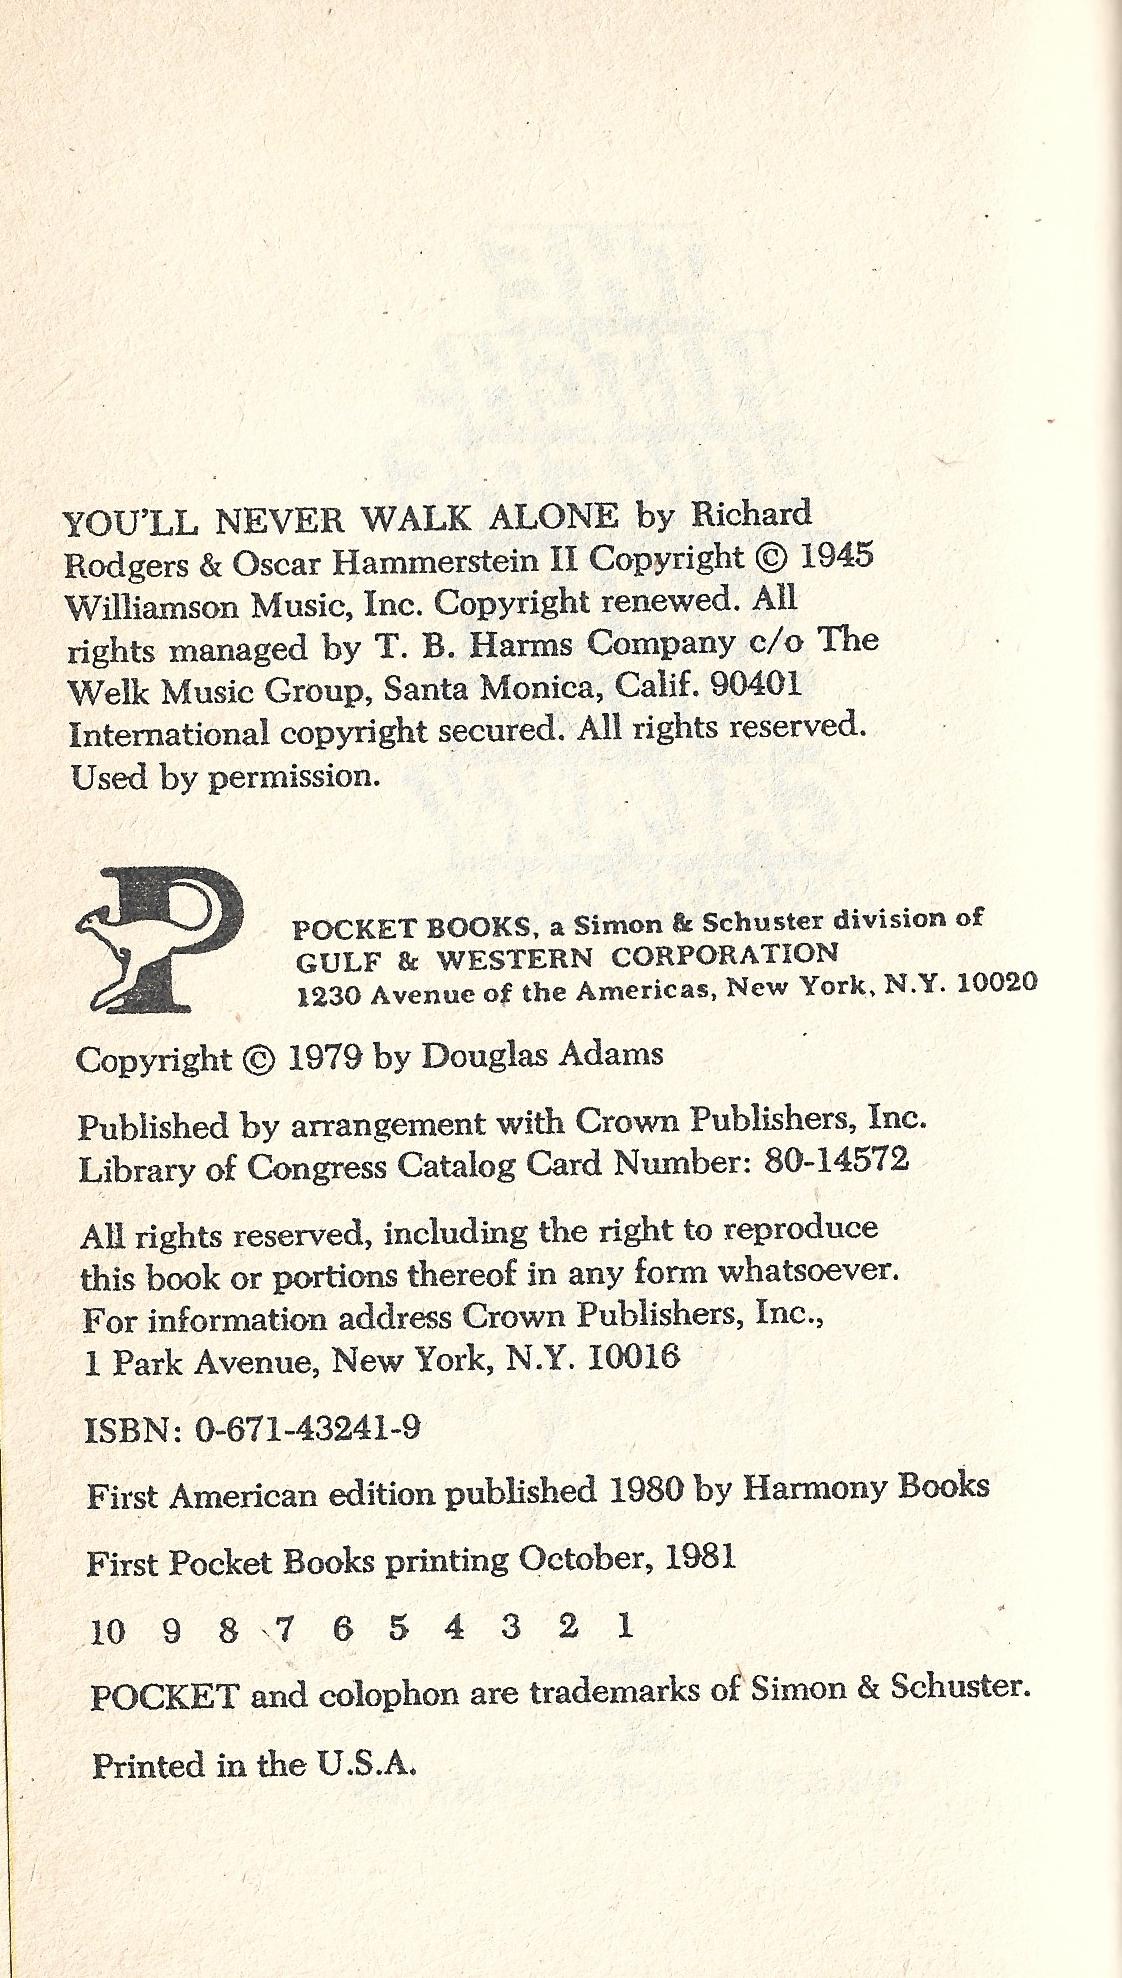 YOU'LL NEVER WALK ALONE by Richard
Rodgers & Oscar Hammerstein II Copyright © 1945
Williamson Music, Inc. Copyright renewed. All
rights managed by T. B. Harms Company c/o The
Welk Music Group, Santa Monica, Calif. 90401
International copyright secured. All rights reserved.
Used by permission.
P
POCKET BOOKS, a Simon & Schuster division of
GULF & WESTERN CORPORATION
1230 Avenue of the Americas, New York, N.Y. 10020
Copyright © 1979 by Douglas Adams
Published by arrangement with Crown Publishers, Inc.
Library of Congress Catalog Card Number: 80-14572
All rights reserved, including the right to reproduce
this book or portions thereof in any form whatsoever.
For information address Crown Publishers, Inc.,
1 Park Avenue, New York, N.Y. 10016
ISBN: 0-671-43241-9
First American edition published 1980 by Harmony Books
First Pocket Books printing October, 1981
10 9 8 7 6 5 4 3 2 1
POCKET and colophon are trademarks of Simon & Schuster.
Printed in the U.S.A.